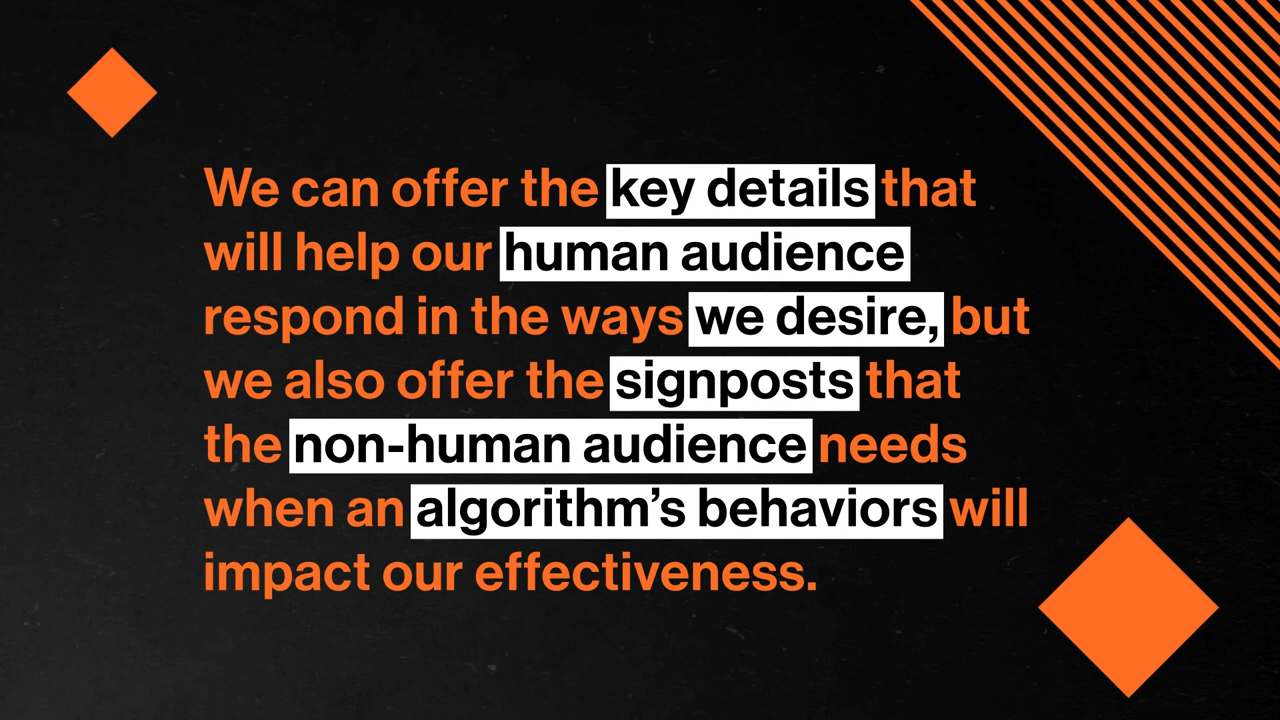 We can offer the key details that
will help our human audience
respond in the ways we desire, but
we also offer the signposts that
the non-human audience needs
when an algorithm’s behaviors will
impact our effectiveness.